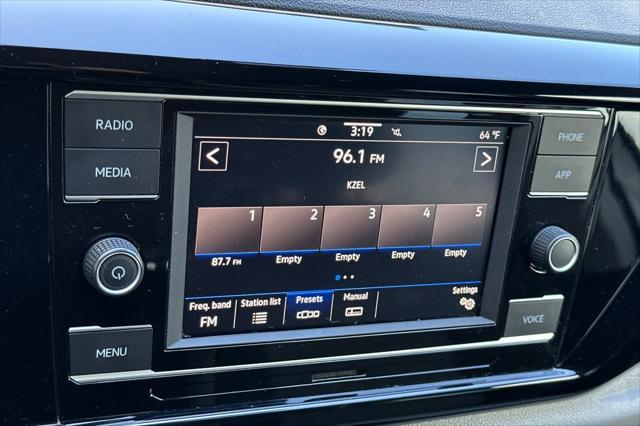 RADIO
MEDIA
MENU
PHONE
APP
VOICE
3:19
64 °F
96.1 FM
KZEL
1 2 3 4 5
87.7 FM Empty Empty Empty Empty
Freq. band Station list Presets Manual Settings
FM